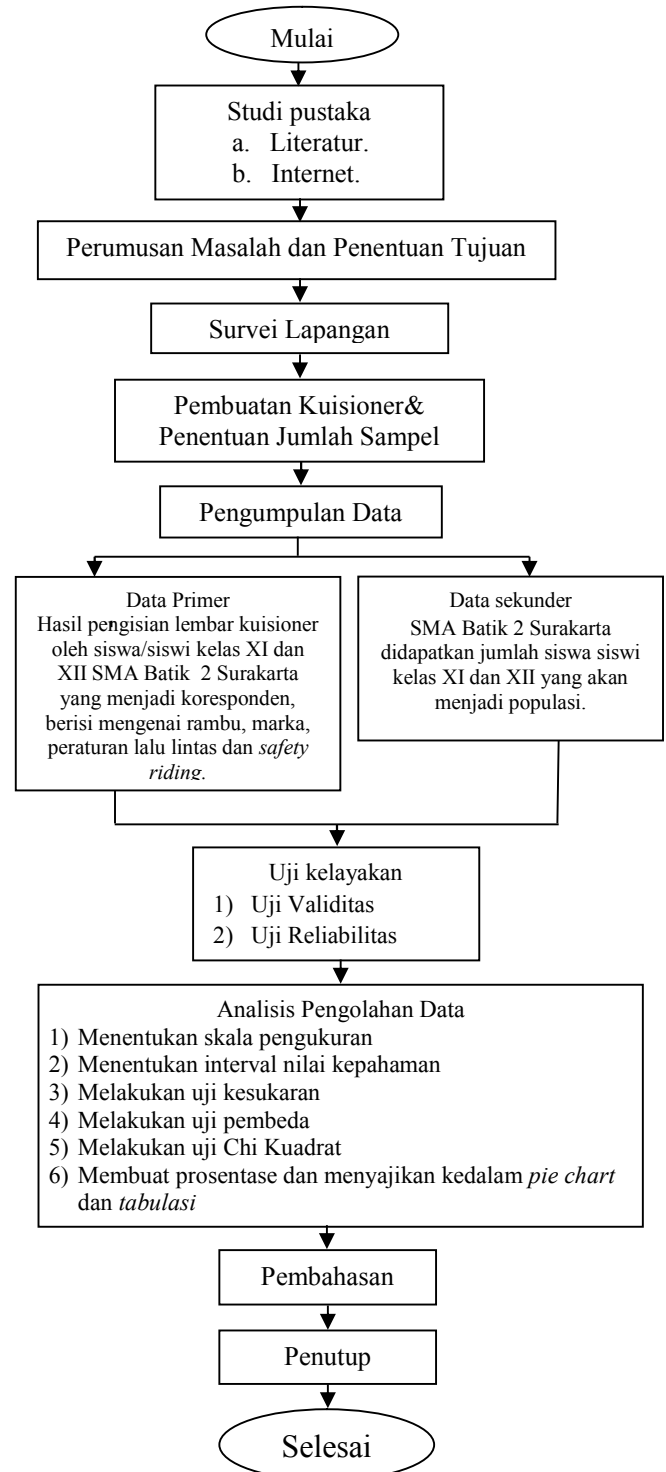 Mulai
Studi pustaka
a. Literatur.
b. Internet.
Perumusan Masalah dan Penentuan Tujuan
Survei Lapangan
Pembuatan Kuisioner&
Penentuan Jumlah Sampel
Pengumpulan Data
Data Primer
Hasil pengisian lembar kuisioner
oleh siswa/siswi kelas XI dan
XII SMA Batik 2 Surakarta
yang menjadi koresponden,
berisi mengenai rambu, marka,
peraturan lalu lintas dan safety
riding.
Data sekunder
SMA Batik 2 Surakarta
didapatkan jumlah siswa siswi
kelas XI dan XII yang akan
menjadi populasi.
Uji kelayakan
1) Uji Validitas
2) Uji Reliabilitas
Analisis Pengolahan Data
1) Menentukan skala pengukuran
2) Menentukan interval nilai kepahaman
3) Melakukan uji kesukaran
4) Melakukan uji pembeda
5) Melakukan uji Chi Kuadrat
6) Membuat prosentase dan menyajikan kedalam pie chart
dan tabulasi
Pembahasan
Penutup
Selesai